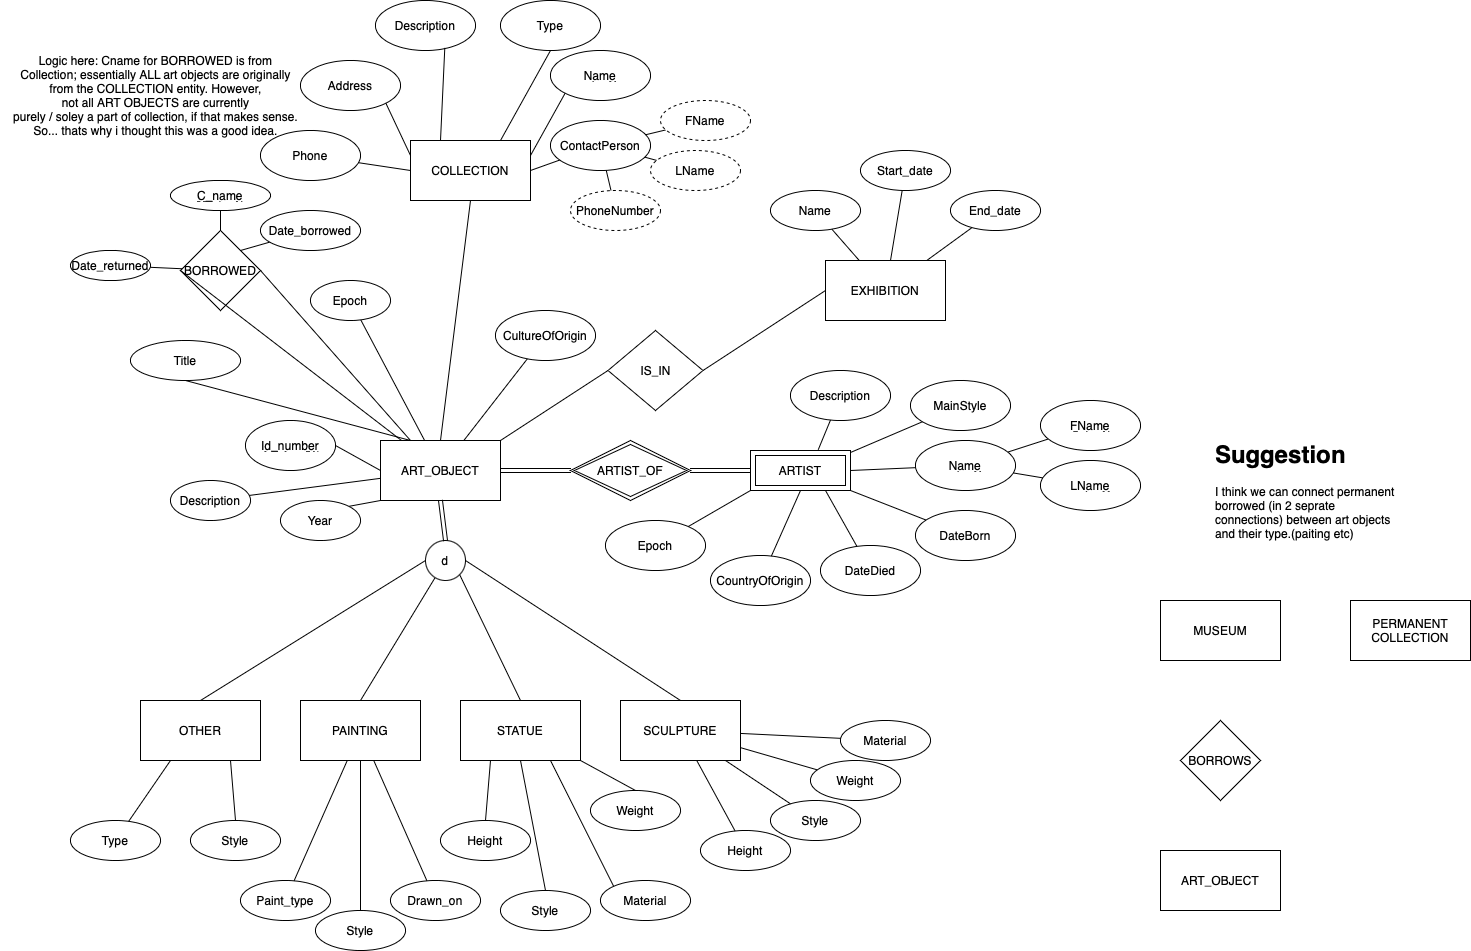 Description
Type
Logic here: Cname for BORROWED is from
Collection; essentially ALL art objects are originally
from the COLLECTION entity. However,
not all ART OBJECTS are currently
purely / soley a part of collection, if that makes sense.
So... thats why i thought this was a good idea.
Address
Name
FName
ContactPerson
Phone
COLLECTION
LName
Start_date
C_name
PhoneNumber
Name
End_date
Date_borrowed
Date_returned
BORROWED
EXHIBITION
Epoch
CultureOfOrigin
Title
IS_IN
Description
MainStyle
FName
Id_number
ART_OBJECT
ARTIST_OF
ARTIST
Name
LName
Suggestion
I think we can connect permanent
borrowed (in 2 seprate
connections) between art objects
and their type.(paiting etc)
Description
Year
Epoch
CountryOfOrigin
DateDied
DateBorn
d
MUSEUM
PERMANENT
COLLECTION
OTHER
PAINTING
STATUE
SCULPTURE
Material
Weight
BORROWS
Type
Style
Height
Weight
Style
Height
Paint_type
Style
Drawn_on
Style
Material
ART_OBJECT